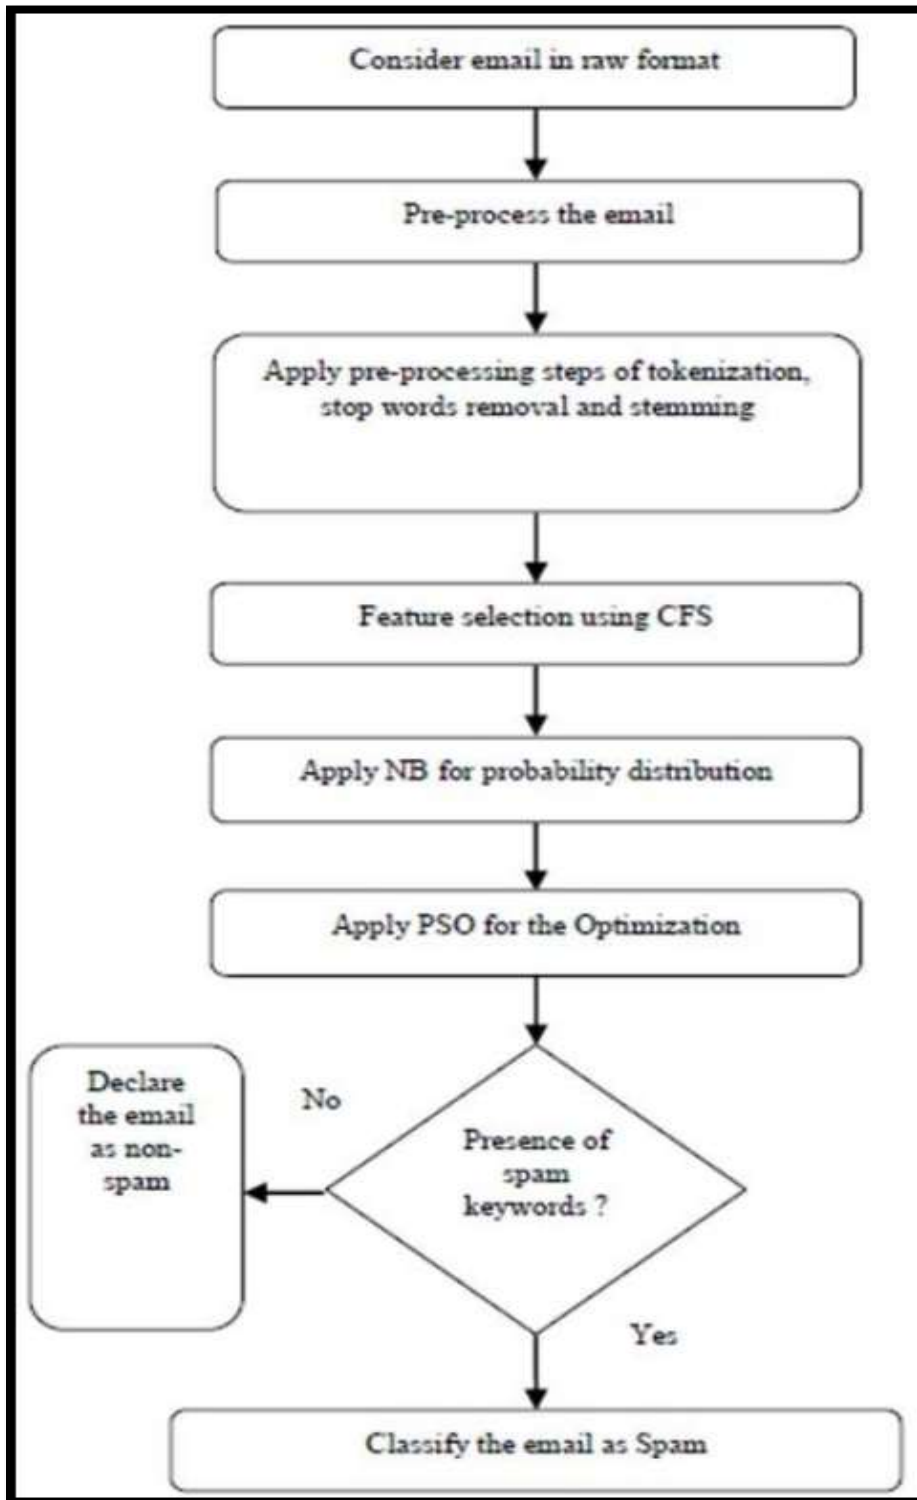 Consider email in raw format
Pre-process the email
Apply pre-processing steps of tokenization,
stop words removal and stemming
Feature selection using CFS
Apply NB for probability distribution
Apply PSO for the Optimization
Declare
the email
as non-
spam
No
Presence of
spam
keywords ?
Yes
Classify the email as Spam